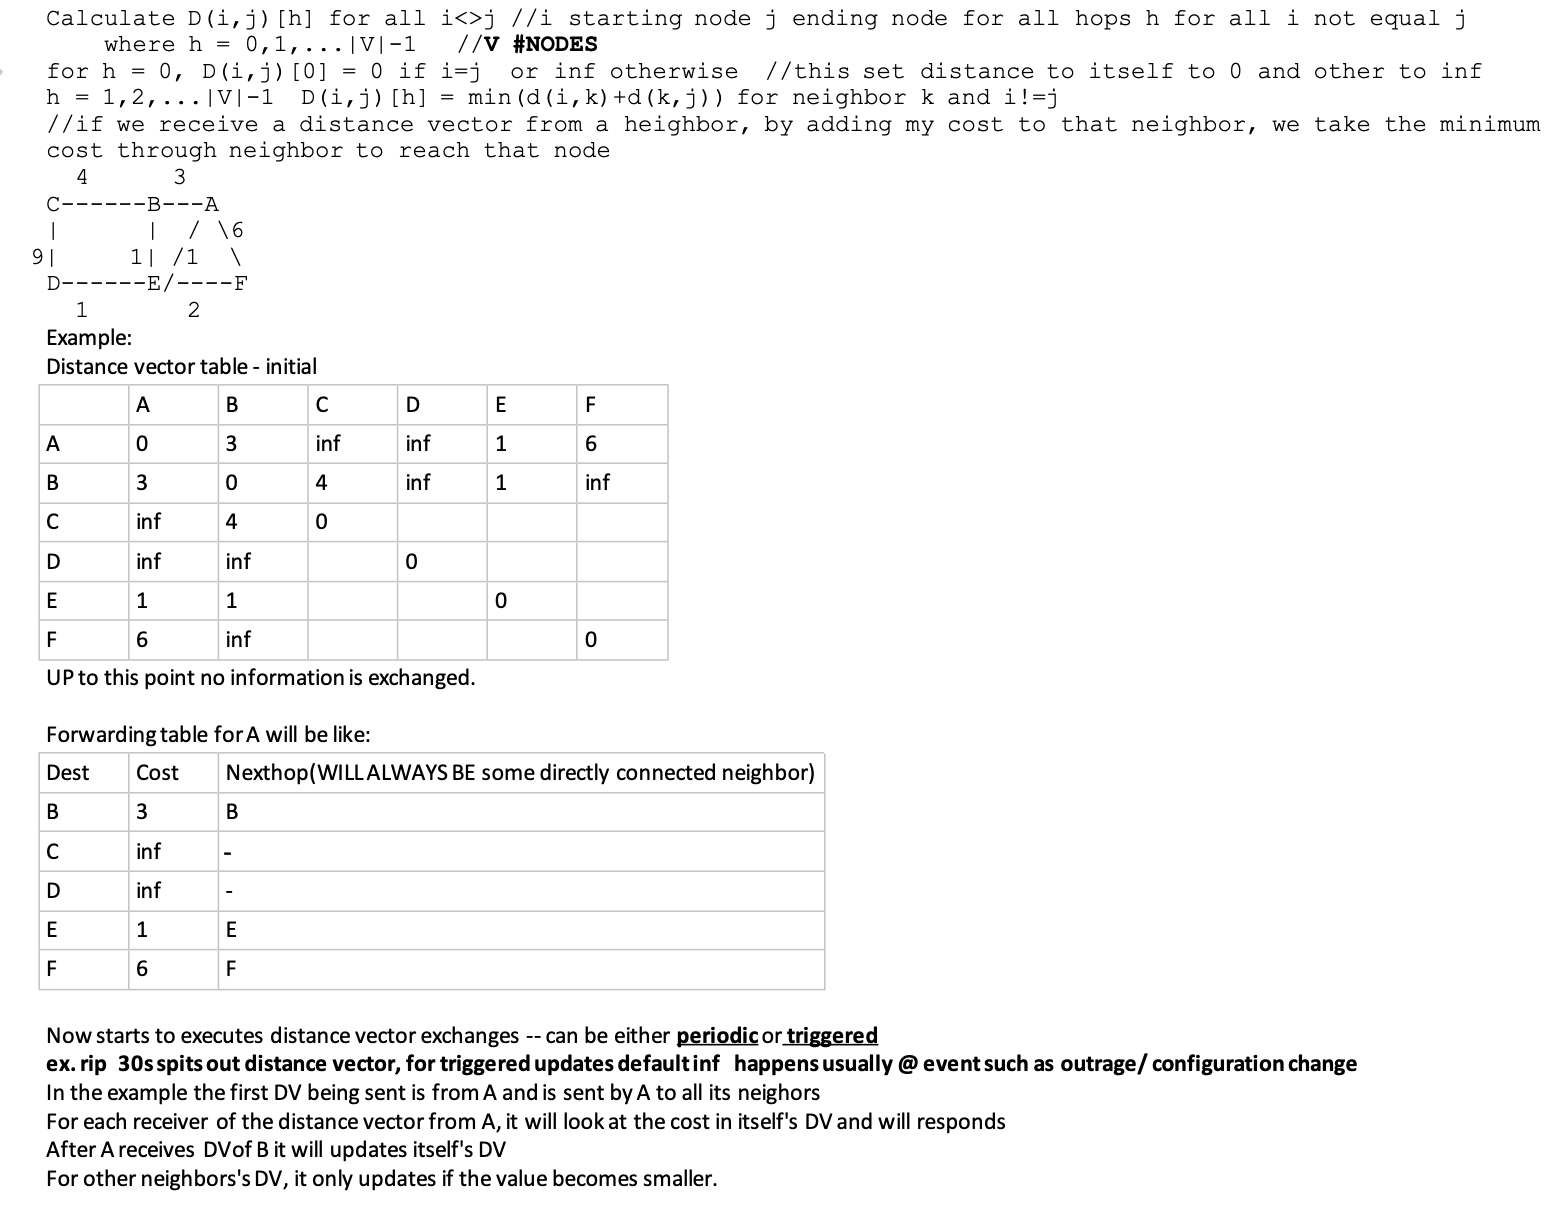 Calculate D(i,j)[h] for all i<>j //i starting node j ending node for all hops h for all i not equal j
where h = 0,1,...|V|-1 //V #NODES
for h = 0, D(i,j)[0] = 0 if i=j or inf otherwise //this set distance to itself to 0 and other to inf
h = 1,2,...|V|-1 D(i,j)[h] = min(d(i,k)+d(k,j)) for neighbor k and i!=j
//if we receive a distance vector from a heighbor, by adding my cost to that neighbor, we take the minimum
cost through neighbor to reach that node
4 3
C------B---A
| | / \6
9| 1| /1 \
D------E/----F
1 2
Example:
Distance vector table - initial
A B C D E F
A 0 3 inf inf 1 6
B 3 0 4 inf 1 inf
C inf 4 0
D inf inf 0
E 1 1 0
F 6 inf 0
UP to this point no information is exchanged.
Forwarding table for A will be like:
Dest Cost Nexthop(WILL ALWAYS BE some directly connected neighbor)
B 3 B
C inf -
D inf -
E 1 E
F 6 F
Now starts to executes distance vector exchanges -- can be either periodic or triggered
ex. rip 30s spits out distance vector, for triggered updates default inf happens usually @ event such as outrage/ configuration change
In the example the first DV being sent is from A and is sent by A to all its neighors
For each receiver of the distance vector from A, it will look at the cost in itself's DV and will responds
After A receives DV of B it will updates itself's DV
For other neighbors's DV, it only updates if the value becomes smaller.